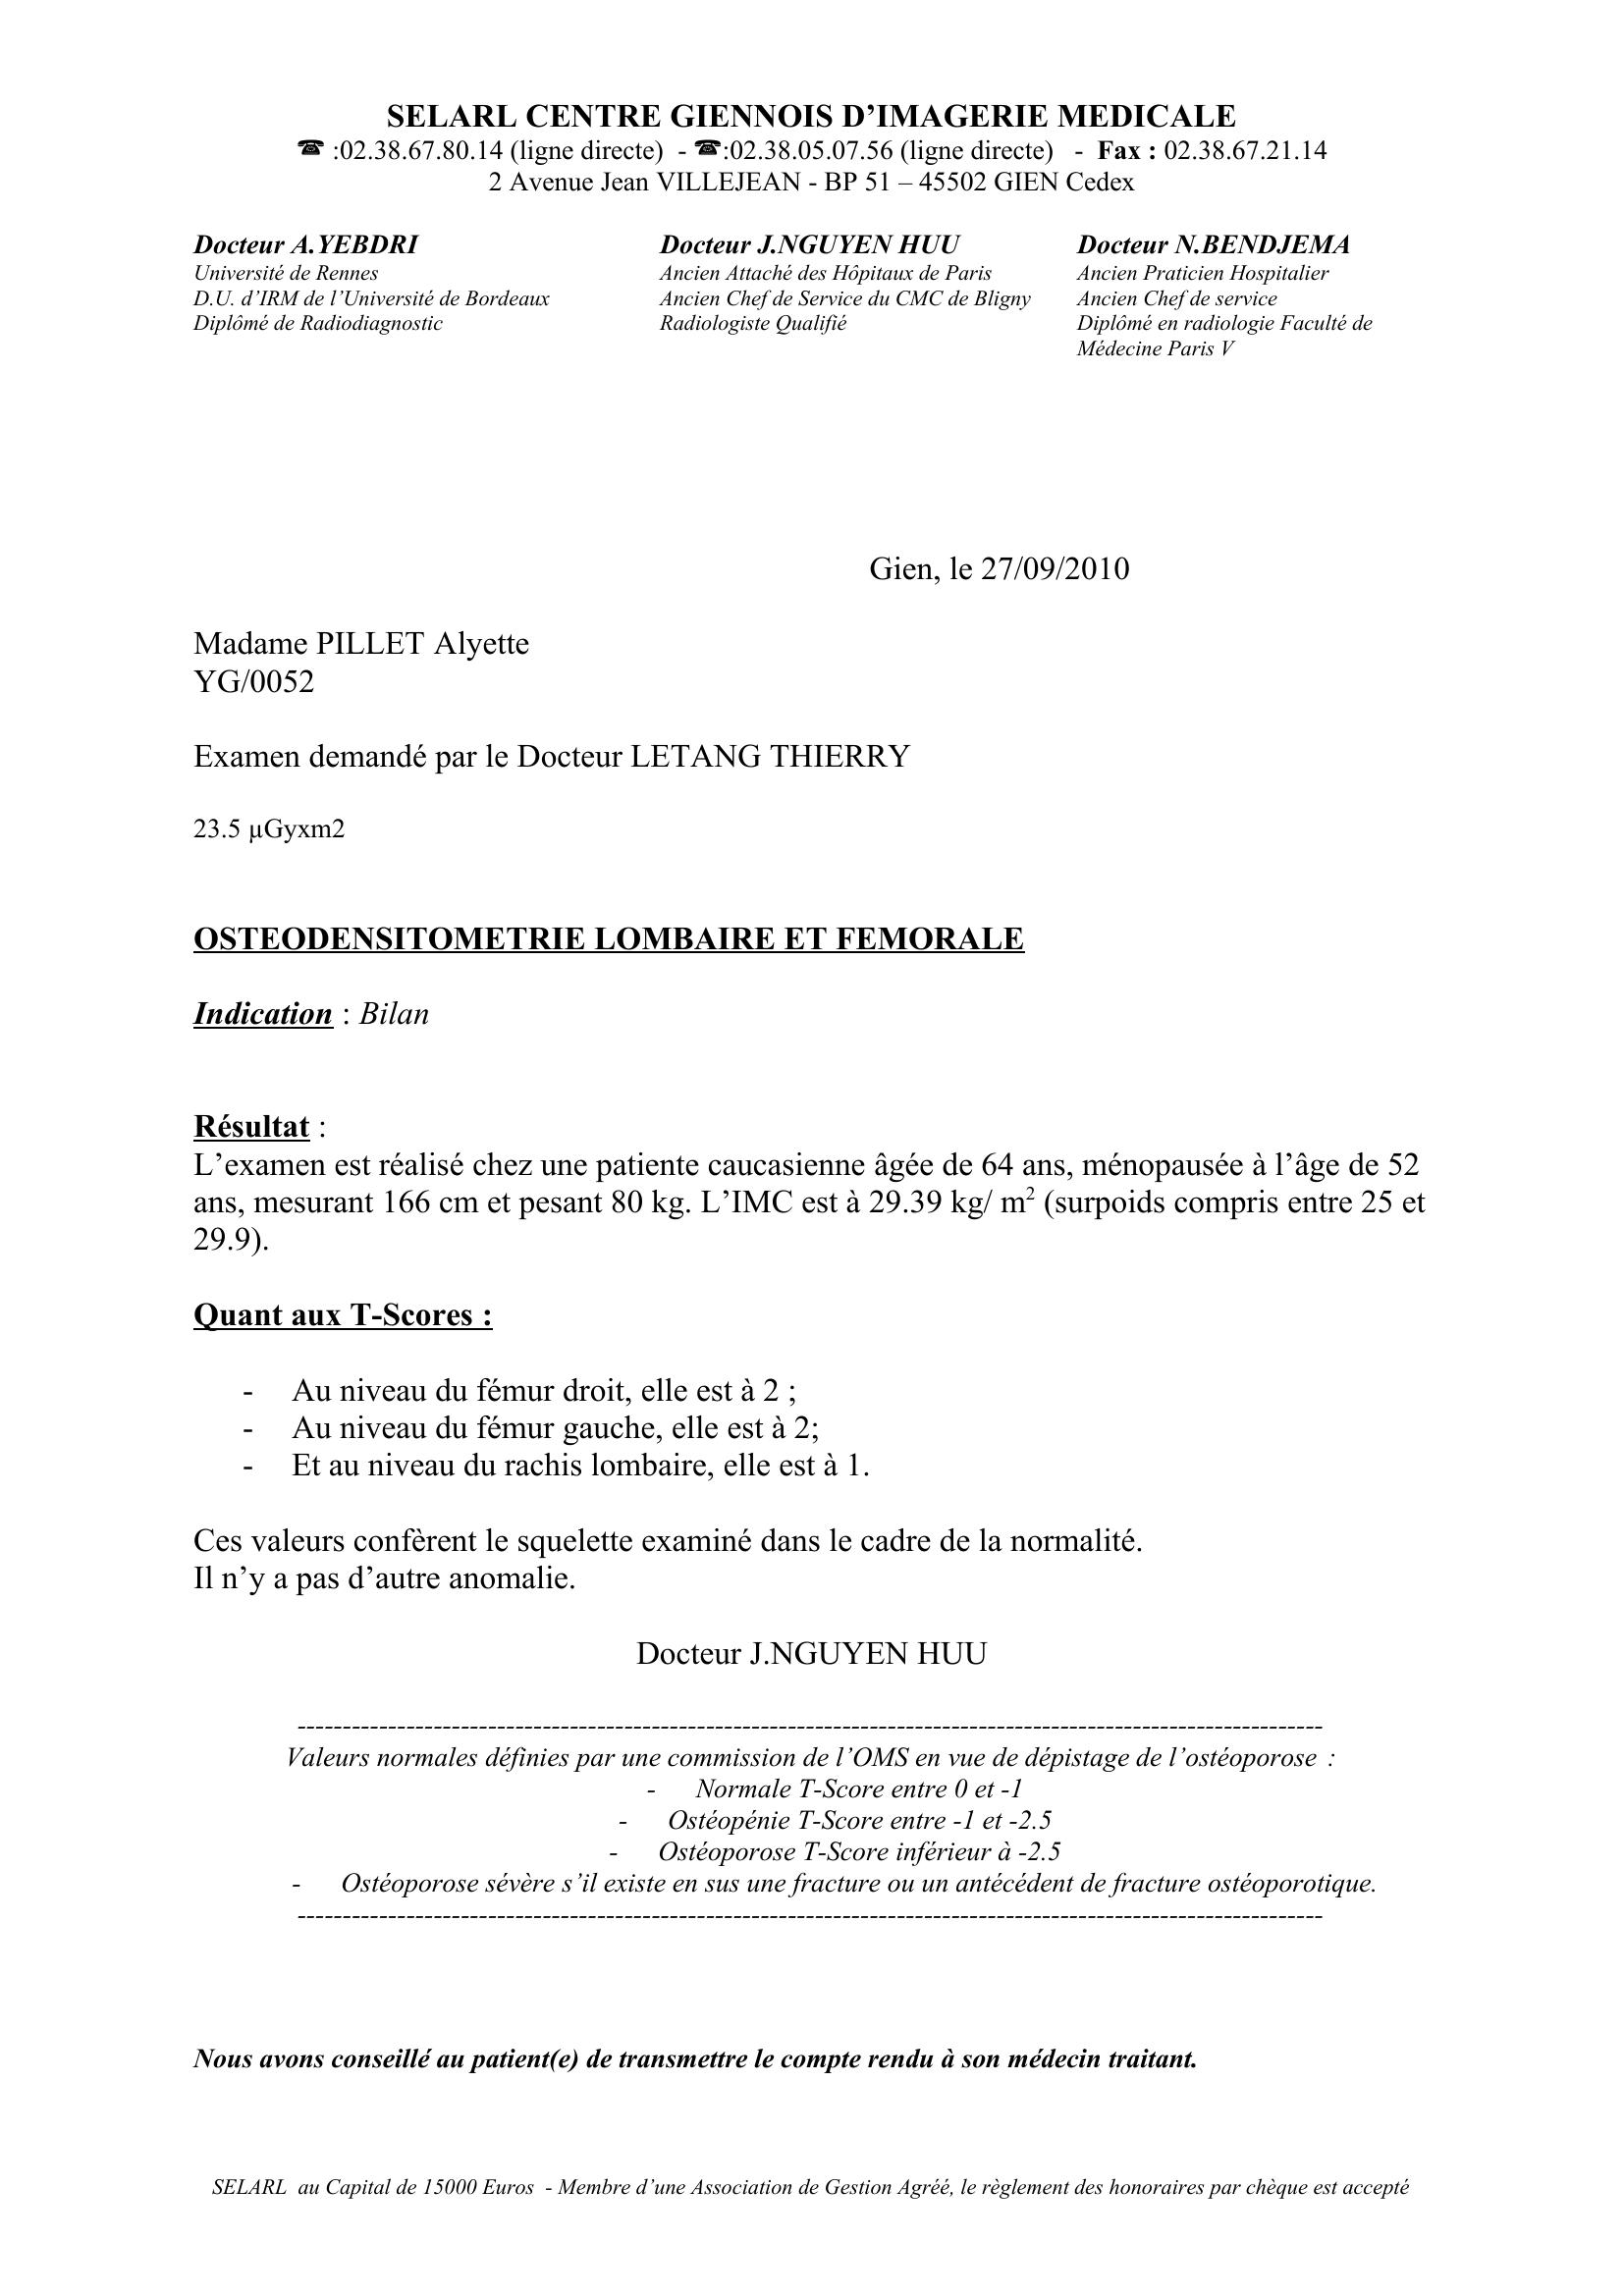 SELARL CENTRE GIENNOIS D’IMAGERIE MEDICALE
☎ :02.38.67.80.14 (ligne directe) - ☎:02.38.05.07.56 (ligne directe) - Fax : 02.38.67.21.14
2 Avenue Jean VILLEJEAN - BP 51 – 45502 GIEN Cedex
Docteur A.YEBDRI
Université de Rennes
D.U. d’IRM de l’Université de Bordeaux
Diplômé de Radiodiagnostic
Docteur J.NGUYEN HUU
Ancien Attaché des Hôpitaux de Paris
Ancien Chef de Service du CMC de Bligny
Radiologiste Qualifié
Docteur N.BENDJEMA
Ancien Praticien Hospitalier
Ancien Chef de service
Diplômé en radiologie Faculté de
Médecine Paris V
Gien, le 27/09/2010
Madame PILLET Alyette
YG/0052
Examen demandé par le Docteur LETANG THIERRY
23.5 µGyxm2
OSTEODENSITOMETRIE LOMBAIRE ET FEMORALE
Indication : Bilan
Résultat :
L’examen est réalisé chez une patiente caucasienne âgée de 64 ans, ménopausée à l’âge de 52
ans, mesurant 166 cm et pesant 80 kg. L’IMC est à 29.39 kg/ m² (surpoids compris entre 25 et
29.9).
Quant aux T-Scores :
- Au niveau du fémur droit, elle est à 2 ;
- Au niveau du fémur gauche, elle est à 2;
- Et au niveau du rachis lombaire, elle est à 1.
Ces valeurs confèrent le squelette examiné dans le cadre de la normalité.
Il n’y a pas d’autre anomalie.
Docteur J.NGUYEN HUU
-----------------------------------------------------------------------------------------------------------------
Valeurs normales définies par une commission de l’OMS en vue de dépistage de l’ostéoporose :
- Normale T-Score entre 0 et -1
- Ostéopénie T-Score entre -1 et -2.5
- Ostéoporose T-Score inférieur à -2.5
- Ostéoporose sévère s’il existe en sus une fracture ou un antécédent de fracture ostéoporotique.
-----------------------------------------------------------------------------------------------------------------
Nous avons conseillé au patient(e) de transmettre le compte rendu à son médecin traitant.
SELARL au Capital de 15000 Euros - Membre d’une Association de Gestion Agréé, le règlement des honoraires par chèque est accepté